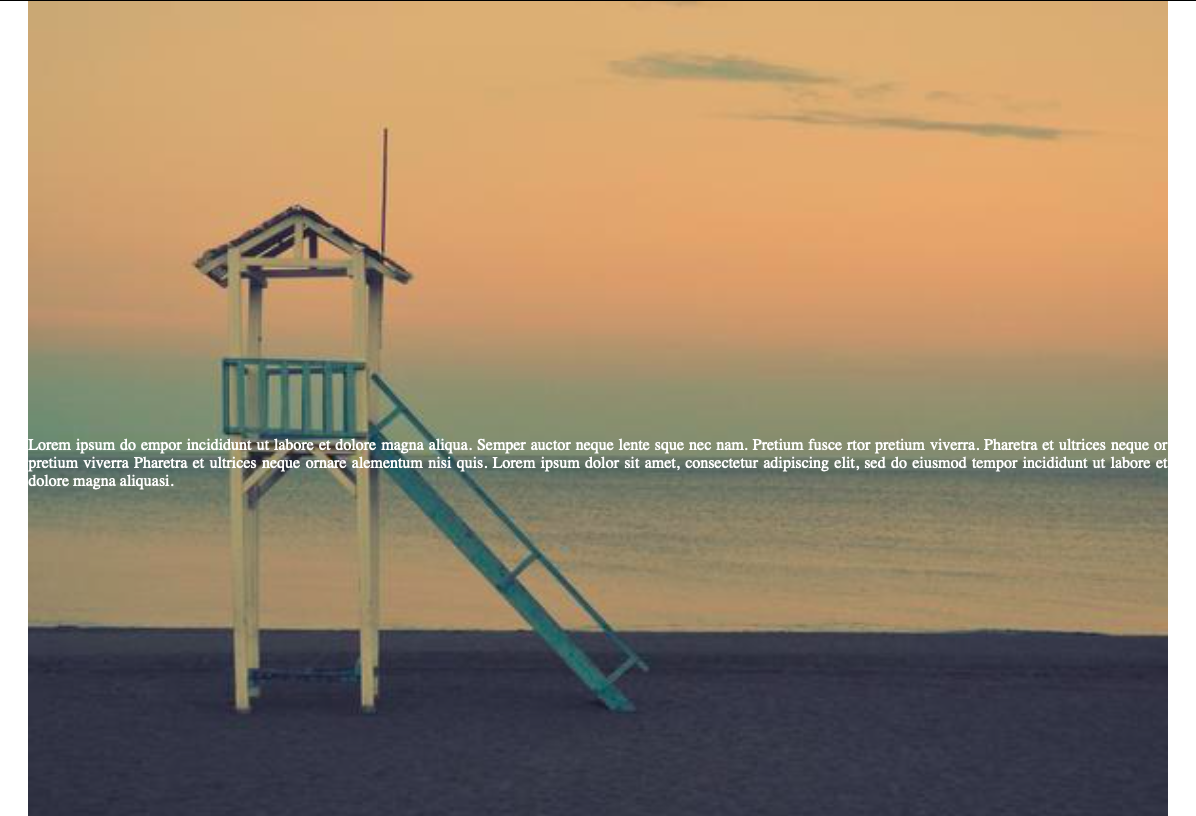 Lorem ipsum do empor incididunt ut labore et dolore magna aliqua. Semper auctor neque lente sque nec nam. Pretium fusce rtor pretium viverra. Pharetra et ultrices neque or
pretium viverra Pharetra et ultrices neque ornare alementum nisi quis. Lorem ipsum dolor sit amet, consectetur adipiscing elit, sed do eiusmod tempor incididunt ut labore et
dolore magna aliquasi.